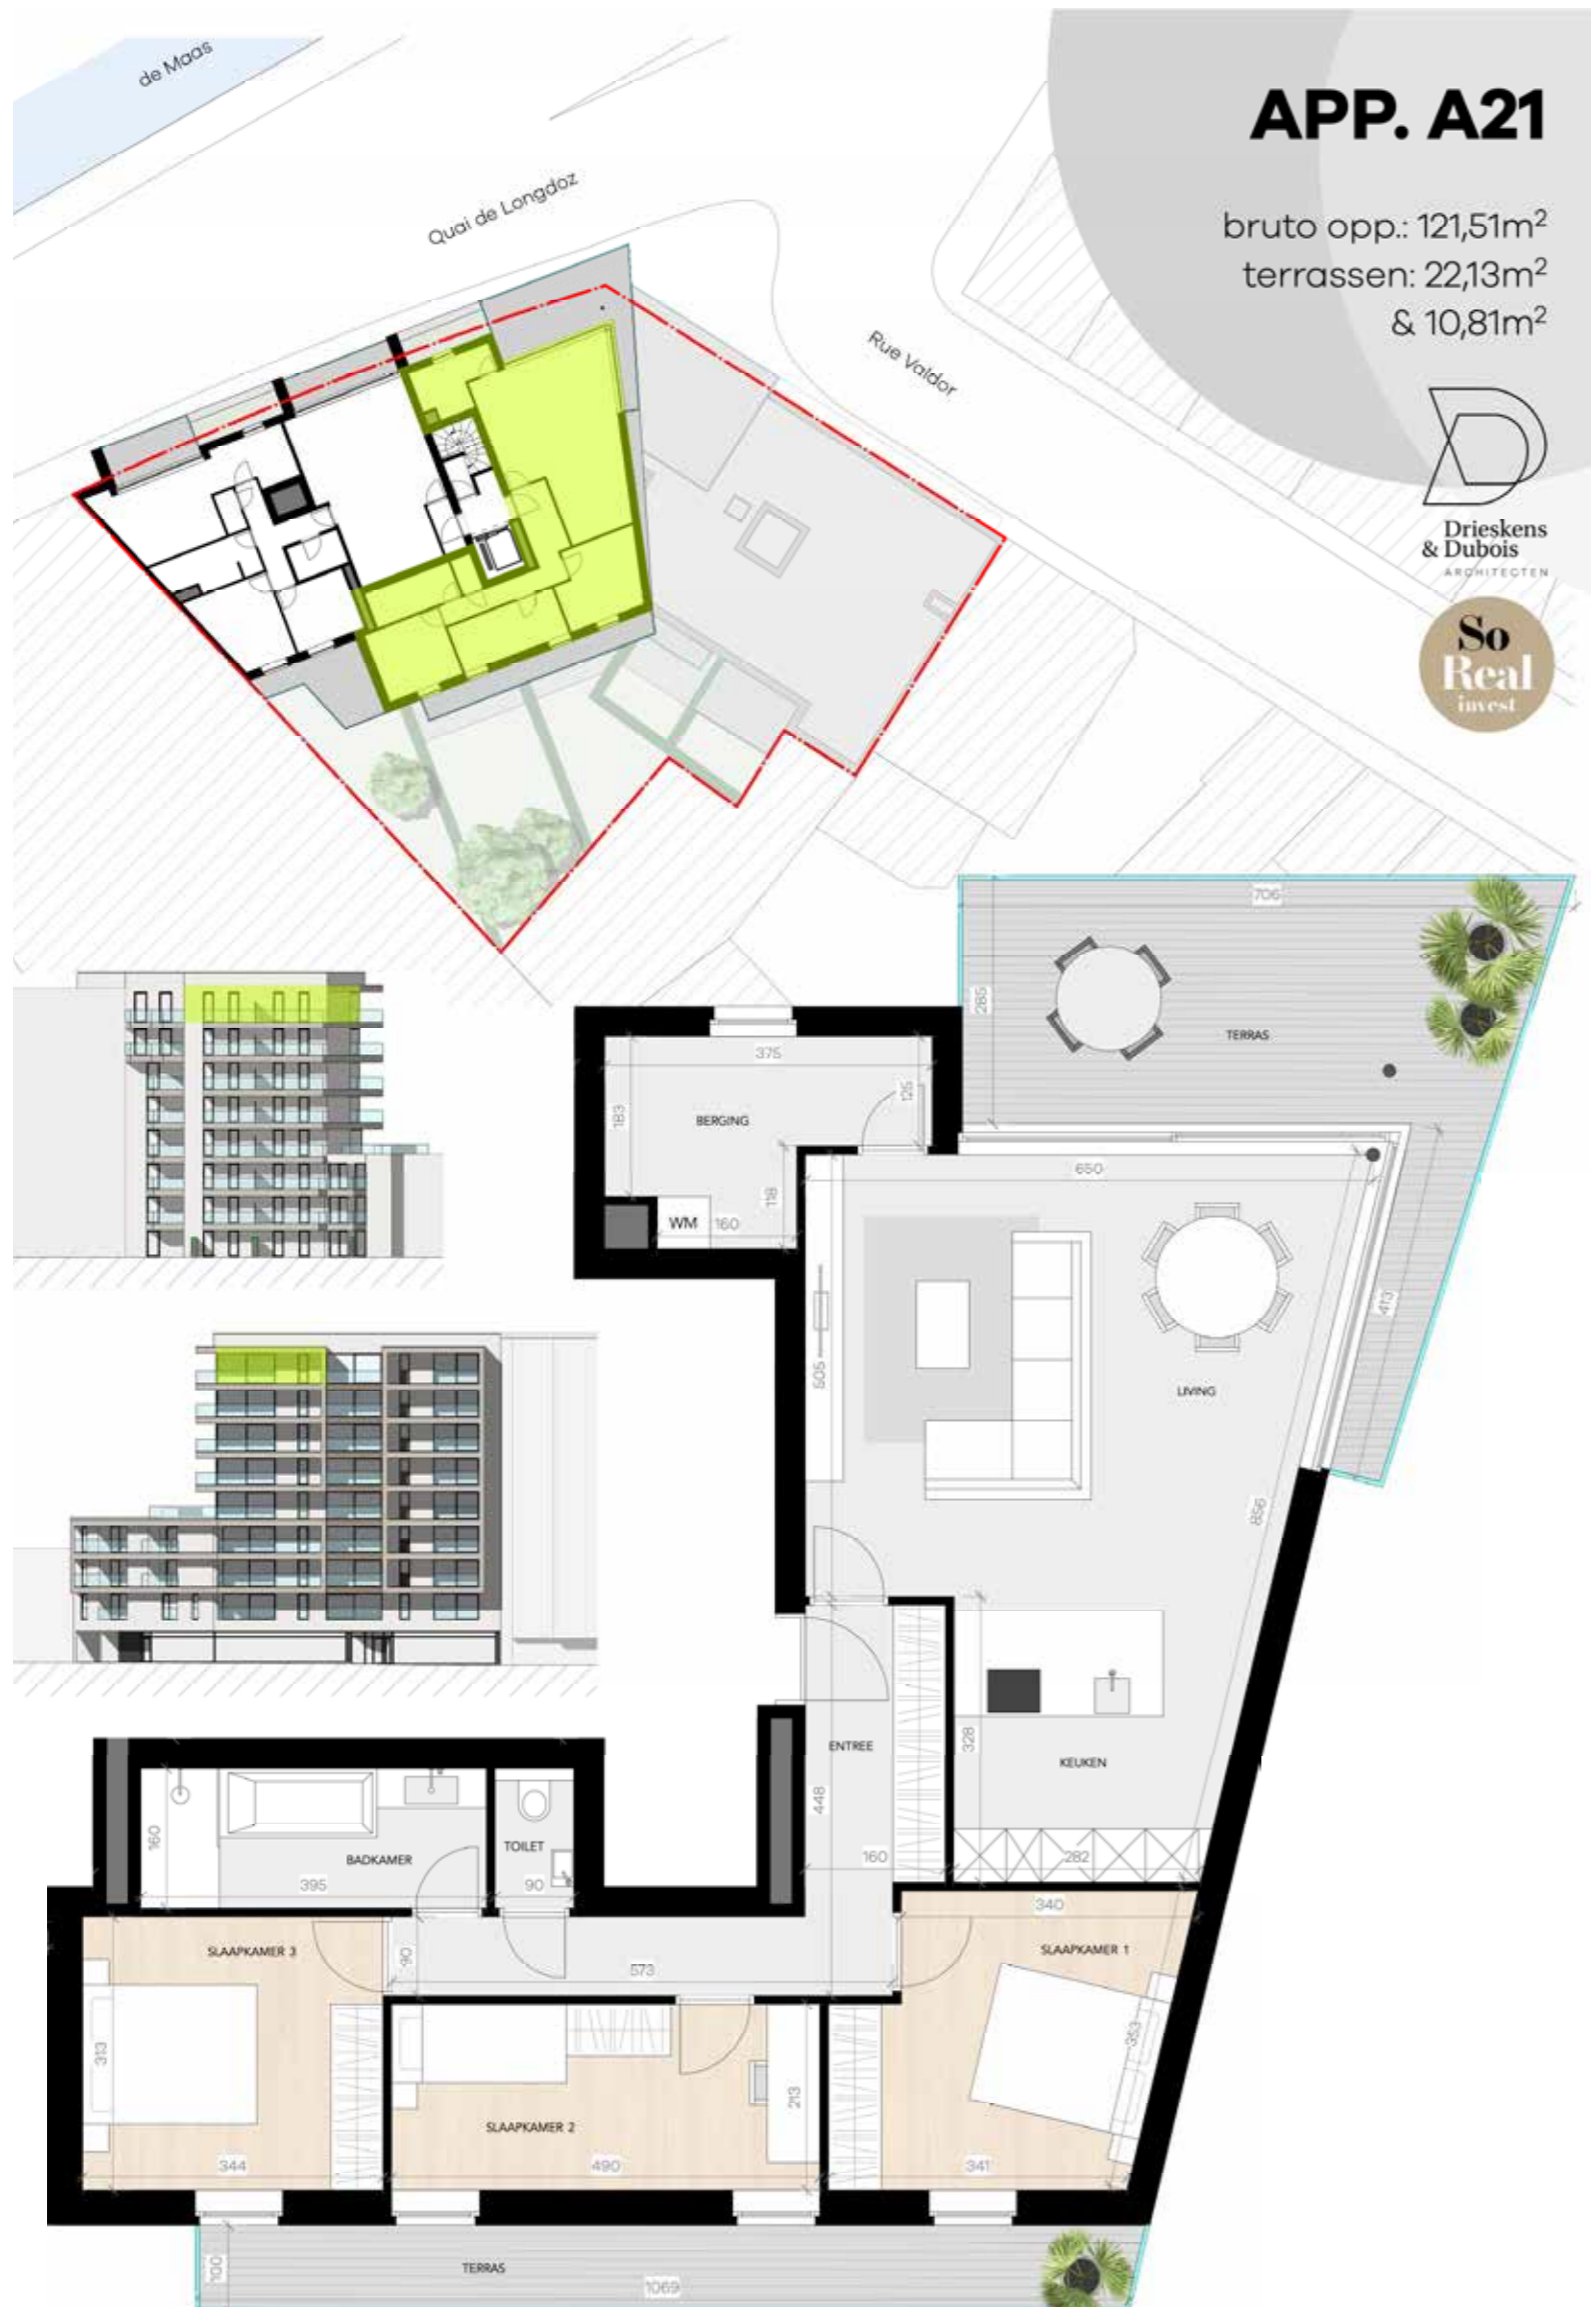 de Maas
Quai de Longdoz
Rue Valdor
APP. A21
bruto opp.: 121,51m²
terrassen: 22,13m²
& 10,81m²
Drieskens
& Dubois
ARCHITECTEN
So
Real
invest
706
285
TERRAS
375
125
183
BERGING
650
118
WM
160
413
505
LIVING
856
ENTREE
328
KEUKEN
448
160
282
160
BADKAMER
TOILET
395
90
340
SLAAPKAMER 3
90
573
SLAAPKAMER 1
313
353
213
SLAAPKAMER 2
344
490
341
100
TERRAS
1069